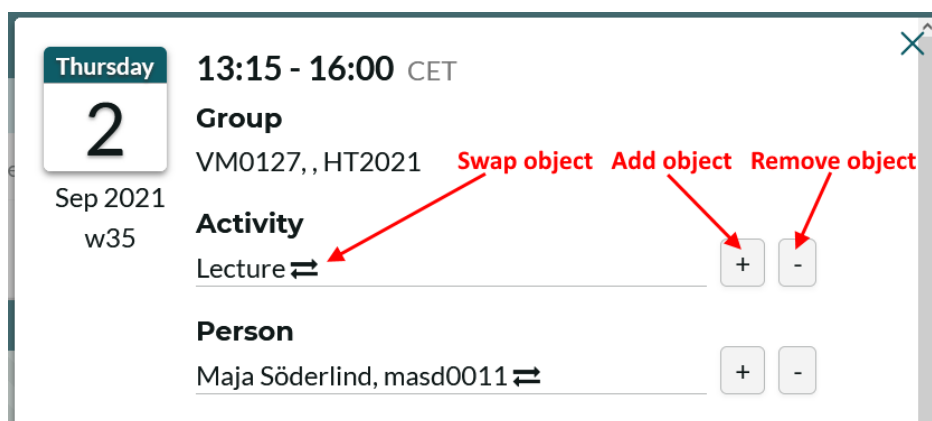 Thursday
2
Sep 2021
w35
13:15 - 16:00 CET
Group
VM0127, , HT2021
Swap object Add object Remove object
Activity
Lecture
+ -
Person
Maja Söderlind, masd0011
+ -